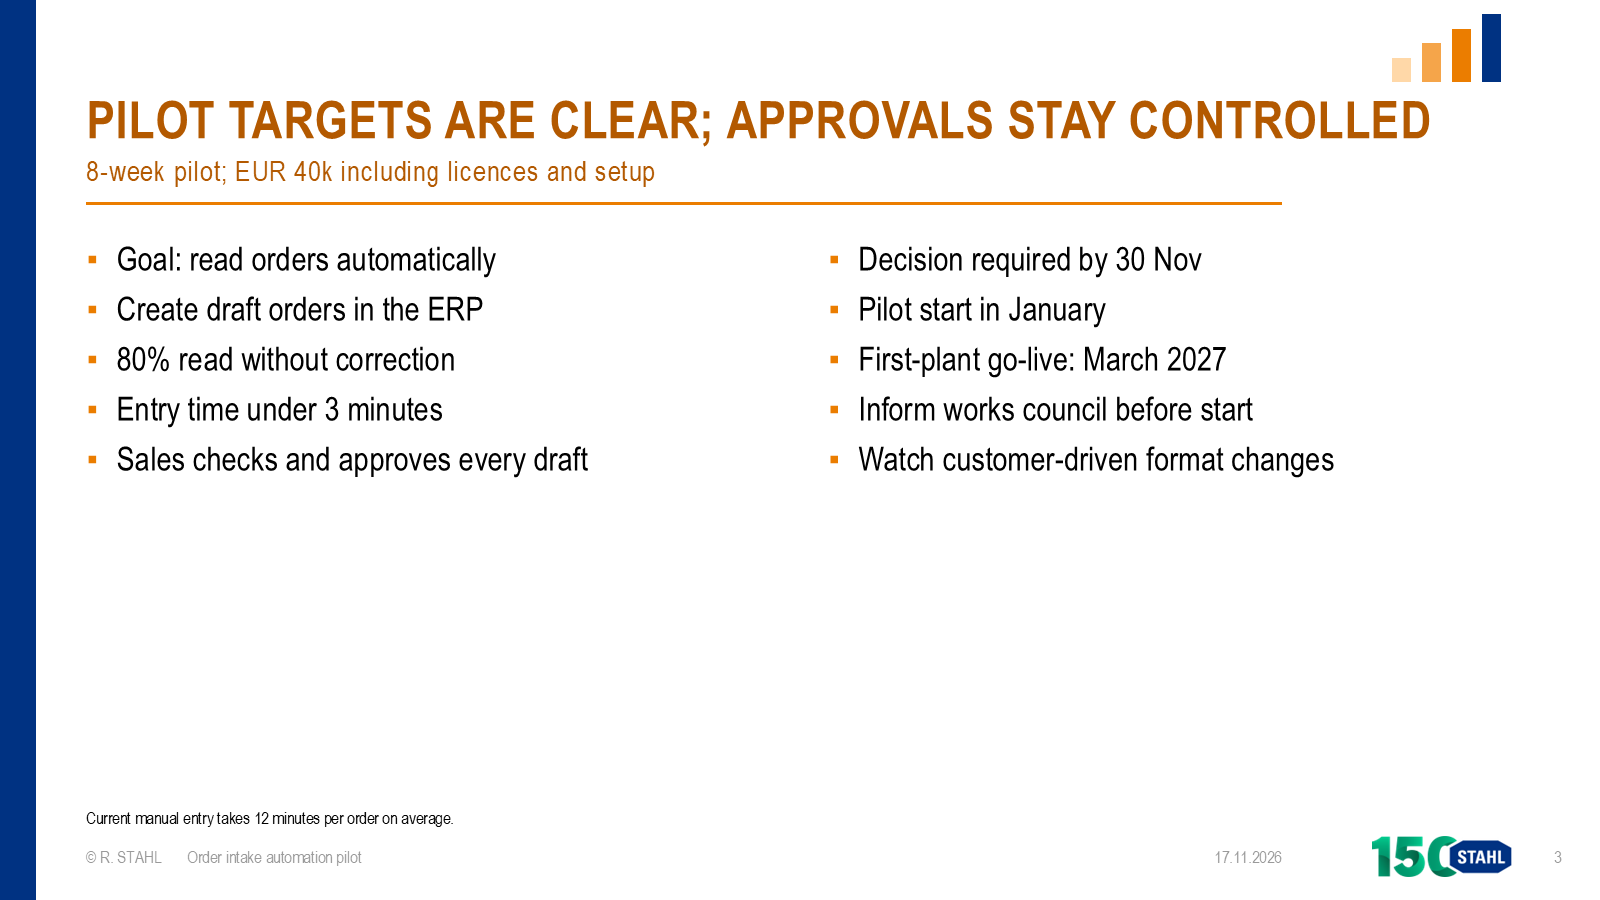 PILOT TARGETS ARE CLEAR; APPROVALS STAY CONTROLLED
8-week pilot; EUR 40k including licences and setup
▪ Goal: read orders automatically
▪ Create draft orders in the ERP
▪ 80% read without correction
▪ Entry time under 3 minutes
▪ Sales checks and approves every draft
▪ Decision required by 30 Nov
▪ Pilot start in January
▪ First-plant go-live: March 2027
▪ Inform works council before start
▪ Watch customer-driven format changes
Current manual entry takes 12 minutes per order on average.
© R. STAHL Order intake automation pilot 17.11.2026 150 STAHL 3